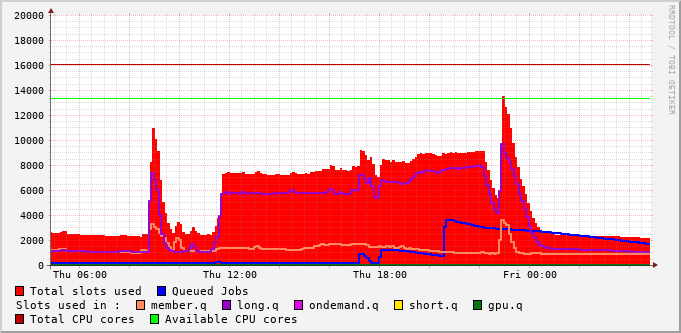 RRDTOOL / TOBI OETIKER
20000
18000
16000
14000
12000
10000
8000
6000
4000
2000
0
Thu 06:00 Thu 12:00 Thu 18:00 Fri 00:00
Total slots used Queued Jobs
Slots used in : member.q long.q ondemand.q short.q gpu.q
Total CPU cores Available CPU cores